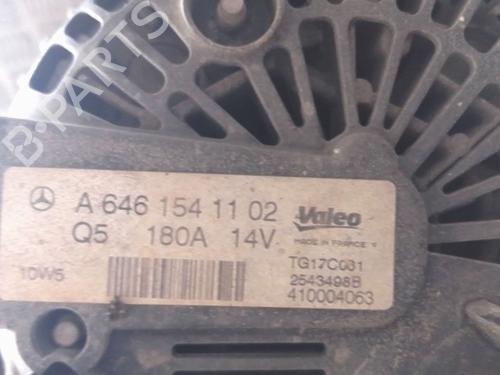 B-PARTS
A 646 154 11 02
Valeo
MADE IN FRANCE
Q5 180A 14V
TG17C031
10W5
2543498B
410004063